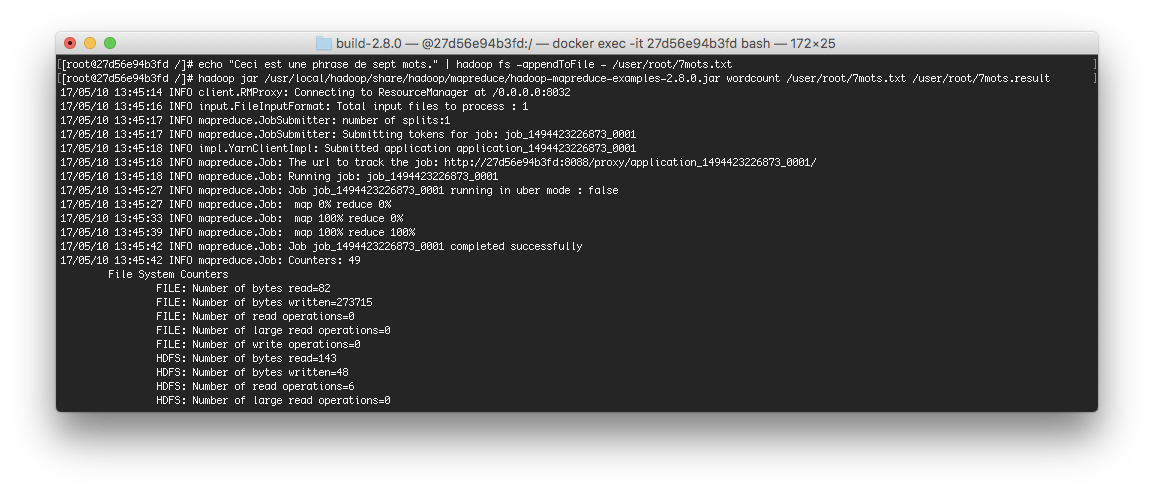 build-2.8.0 — @27d56e94b3fd:/ — docker exec -it 27d56e94b3fd bash — 172×25
[[root@27d56e94b3fd /]# echo "Ceci est une phrase de sept mots." | hadoop fs -appendToFile - /user/root/7mots.txt ]
[[root@27d56e94b3fd /]# hadoop jar /usr/local/hadoop/share/hadoop/mapreduce/hadoop-mapreduce-examples-2.8.0.jar wordcount /user/root/7mots.txt /user/root/7mots.result ]
17/05/10 13:45:14 INFO client.RMProxy: Connecting to ResourceManager at /0.0.0.0:8032
17/05/10 13:45:16 INFO input.FileInputFormat: Total input files to process : 1
17/05/10 13:45:17 INFO mapreduce.JobSubmitter: number of splits:1
17/05/10 13:45:17 INFO mapreduce.JobSubmitter: Submitting tokens for job: job_1494423226873_0001
17/05/10 13:45:18 INFO impl.YarnClientImpl: Submitted application application_1494423226873_0001
17/05/10 13:45:18 INFO mapreduce.Job: The url to track the job: http://27d56e94b3fd:8088/proxy/application_1494423226873_0001/
17/05/10 13:45:18 INFO mapreduce.Job: Running job: job_1494423226873_0001
17/05/10 13:45:27 INFO mapreduce.Job: Job job_1494423226873_0001 running in uber mode : false
17/05/10 13:45:27 INFO mapreduce.Job:  map 0% reduce 0%
17/05/10 13:45:33 INFO mapreduce.Job:  map 100% reduce 0%
17/05/10 13:45:39 INFO mapreduce.Job:  map 100% reduce 100%
17/05/10 13:45:42 INFO mapreduce.Job: Job job_1494423226873_0001 completed successfully
17/05/10 13:45:42 INFO mapreduce.Job: Counters: 49
File System Counters
FILE: Number of bytes read=82
FILE: Number of bytes written=273715
FILE: Number of read operations=0
FILE: Number of large read operations=0
FILE: Number of write operations=0
HDFS: Number of bytes read=143
HDFS: Number of bytes written=48
HDFS: Number of read operations=6
HDFS: Number of large read operations=0